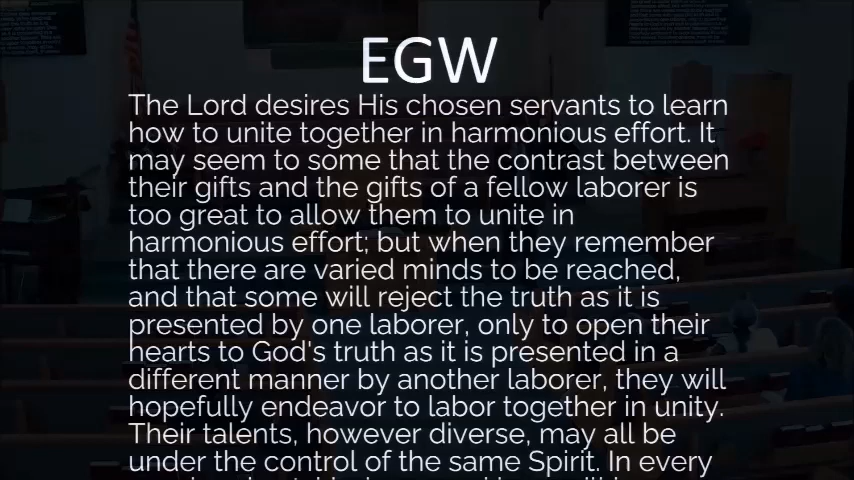 EGW
The Lord desires His chosen servants to learn
how to unite together in harmonious effort. It
may seem to some that the contrast between
their gifts and the gifts of a fellow laborer is
too great to allow them to unite in
harmonious effort; but when they remember
that there are varied minds to be reached,
and that some will reject the truth as it is
presented by one laborer, only to open their
hearts to God's truth as it is presented in a
different manner by another laborer, they will
hopefully endeavor to labor together in unity.
Their talents, however diverse, may all be
under the control of the same Spirit. In every